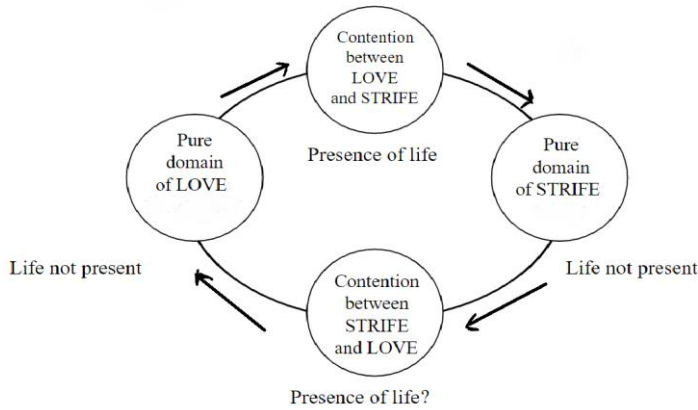 Contention
between
LOVE
and STRIFE
Presence of life
Pure
domain
of LOVE
Pure
domain
of STRIFE
Life not present
Life not present
Contention
between
STRIFE
and LOVE
Presence of life?